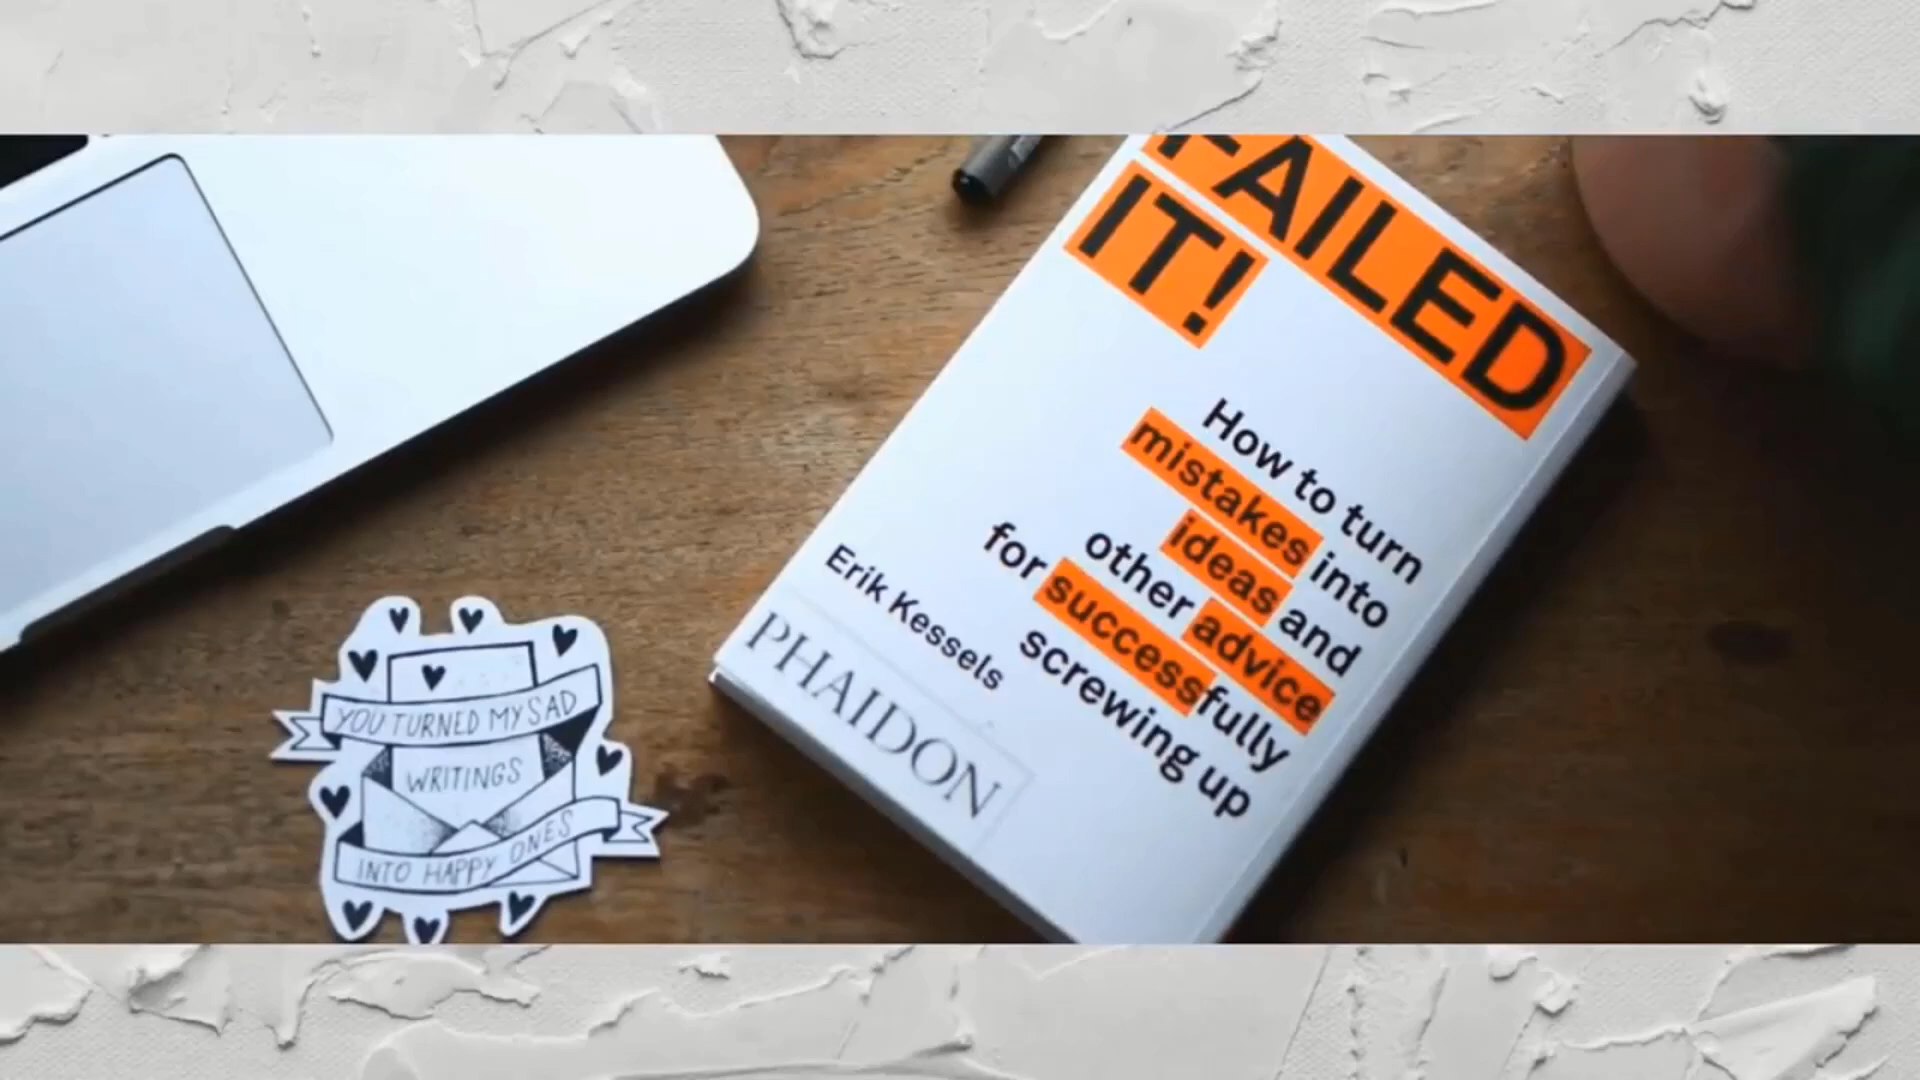 FAILED
IT!
How to turn
mistakes into
ideas and
other advice
for successfully
screwing up
Erik Kessels
PHAIDON
YOU TURNED MY SAD
WRITINGS
INTO HAPPY ONES